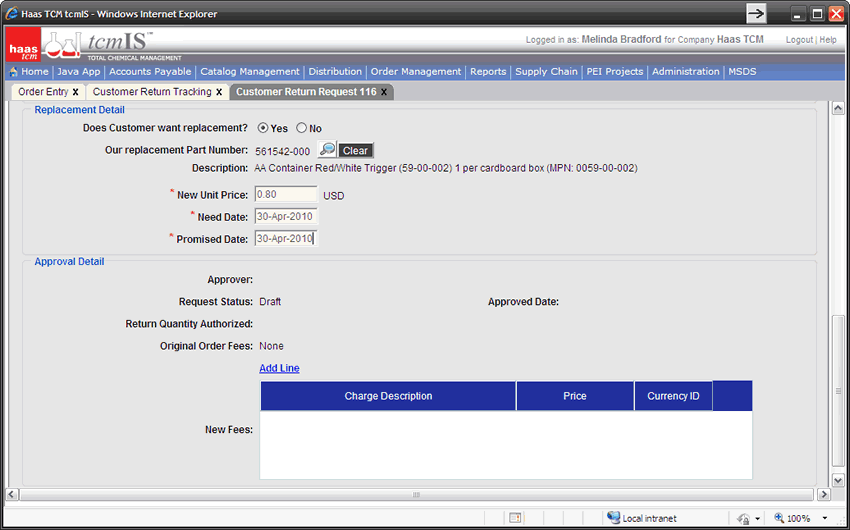 Haas TCM tcmIS - Windows Internet Explorer
haas tcm
tcmIS™
TOTAL CHEMICAL MANAGEMENT
Logged in as: Melinda Bradford for Company Haas TCM Logout | Help
Home | Java App | Accounts Payable | Catalog Management | Distribution | Order Management | Reports | Supply Chain | PEI Projects | Administration | MSDS
Order Entry x Customer Return Tracking x Customer Return Request 116 x
Replacement Detail
Does Customer want replacement? Yes No
Our replacement Part Number: 561542-000 Clear
Description: AA Container Red/White Trigger (59-00-002) 1 per cardboard box (MPN: 0059-00-002)
* New Unit Price: 0.80 USD
* Need Date: 30-Apr-2010
* Promised Date: 30-Apr-2010
Approval Detail
Approver:
Request Status: Draft Approved Date:
Return Quantity Authorized:
Original Order Fees: None
Add Line
Charge Description Price Currency ID
New Fees:
Local intranet 100%